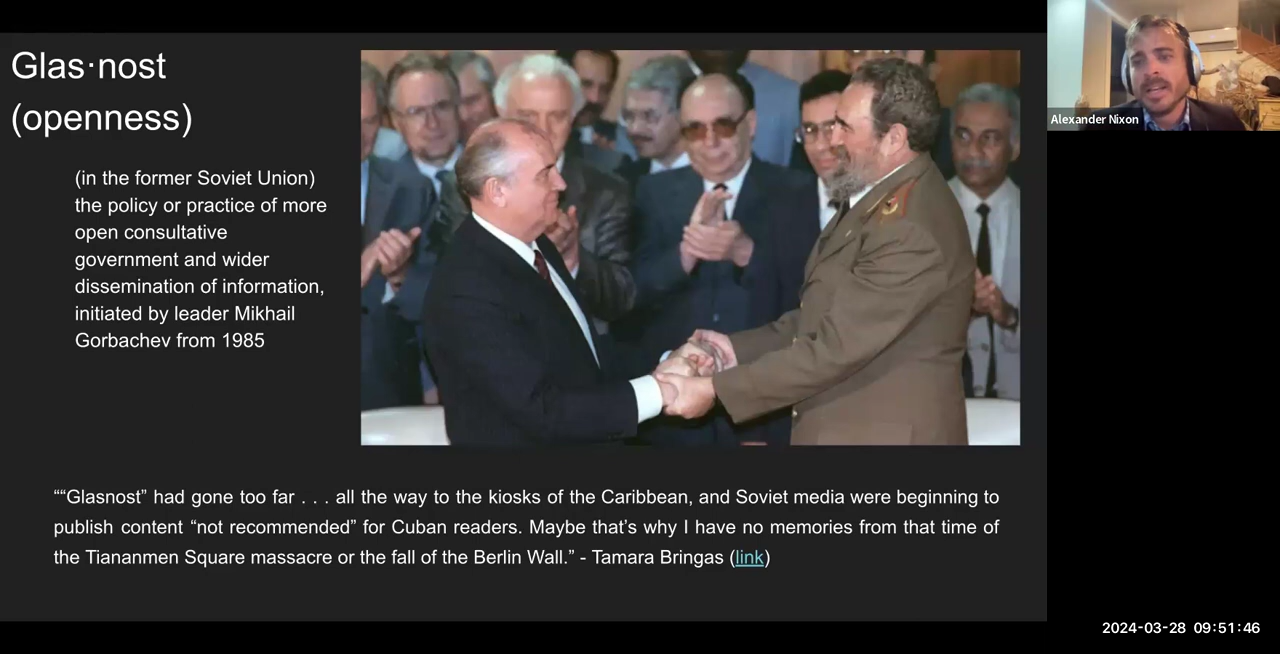 Glas·nost
(openness)
(in the former Soviet Union)
the policy or practice of more
open consultative
government and wider
dissemination of information,
initiated by leader Mikhail
Gorbachev from 1985
““Glasnost” had gone too far . . . all the way to the kiosks of the Caribbean, and Soviet media were beginning to
publish content “not recommended” for Cuban readers. Maybe that’s why I have no memories from that time of
the Tiananmen Square massacre or the fall of the Berlin Wall.” - Tamara Bringas (link)
Alexander Nixon
2024-03-28 09:51:46